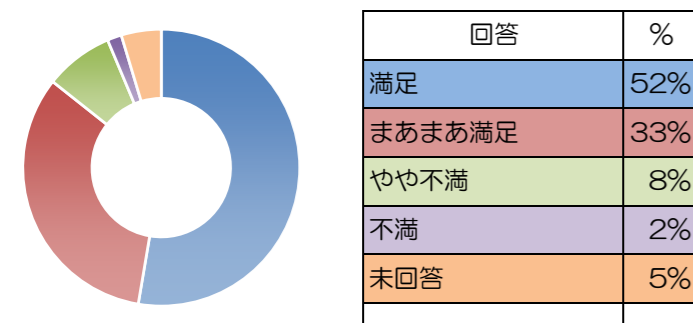 回答 %
満足 52%
まあまあ満足 33%
やや不満 8%
不満 2%
未回答 5%